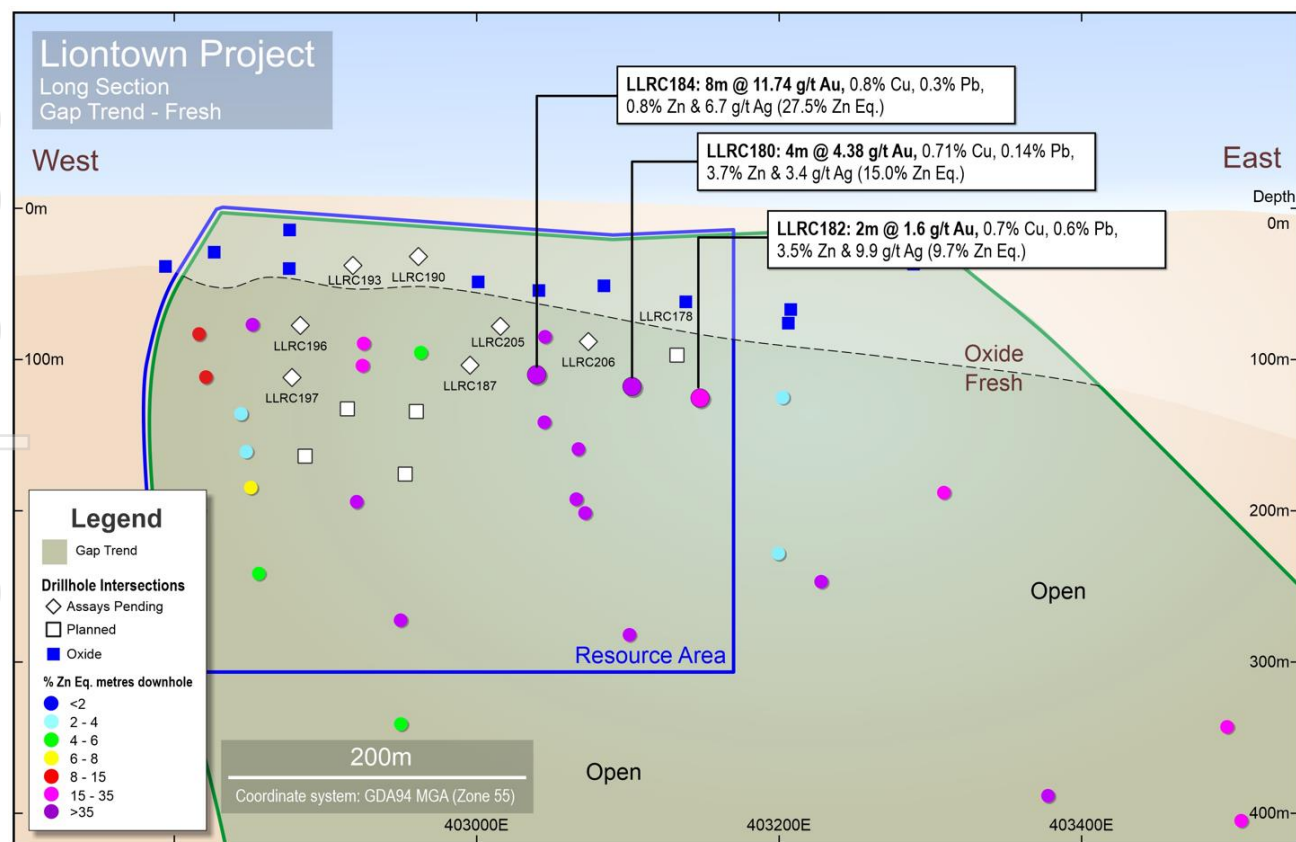 Liontown Project
Long Section
Gap Trend - Fresh
LLRC184: 8m @ 11.74 g/t Au, 0.8% Cu, 0.3% Pb,
0.8% Zn & 6.7 g/t Ag (27.5% Zn Eq.)
LLRC180: 4m @ 4.38 g/t Au, 0.71% Cu, 0.14% Pb,
3.7% Zn & 3.4 g/t Ag (15.0% Zn Eq.)
West
East
LLRC182: 2m @ 1.6 g/t Au, 0.7% Cu, 0.6% Pb,
3.5% Zn & 9.9 g/t Ag (9.7% Zn Eq.)
Depth
0m
0m
LLRC193
LLRC190
LLRC178
LLRC196
LLRC205
LLRC206
100m
100m
Oxide
Fresh
LLRC187
LLRC197
200m
Legend
Gap Trend
Drillhole Intersections
Assays Pending
Planned
Oxide
% Zn Eq. metres downhole
<2
2 - 4
4 - 6
6 - 8
8 - 15
15 - 35
>35
Open
Resource Area
300m
200m
Coordinate system: GDA94 MGA (Zone 55)
Open
400m
403000E
403200E
403400E